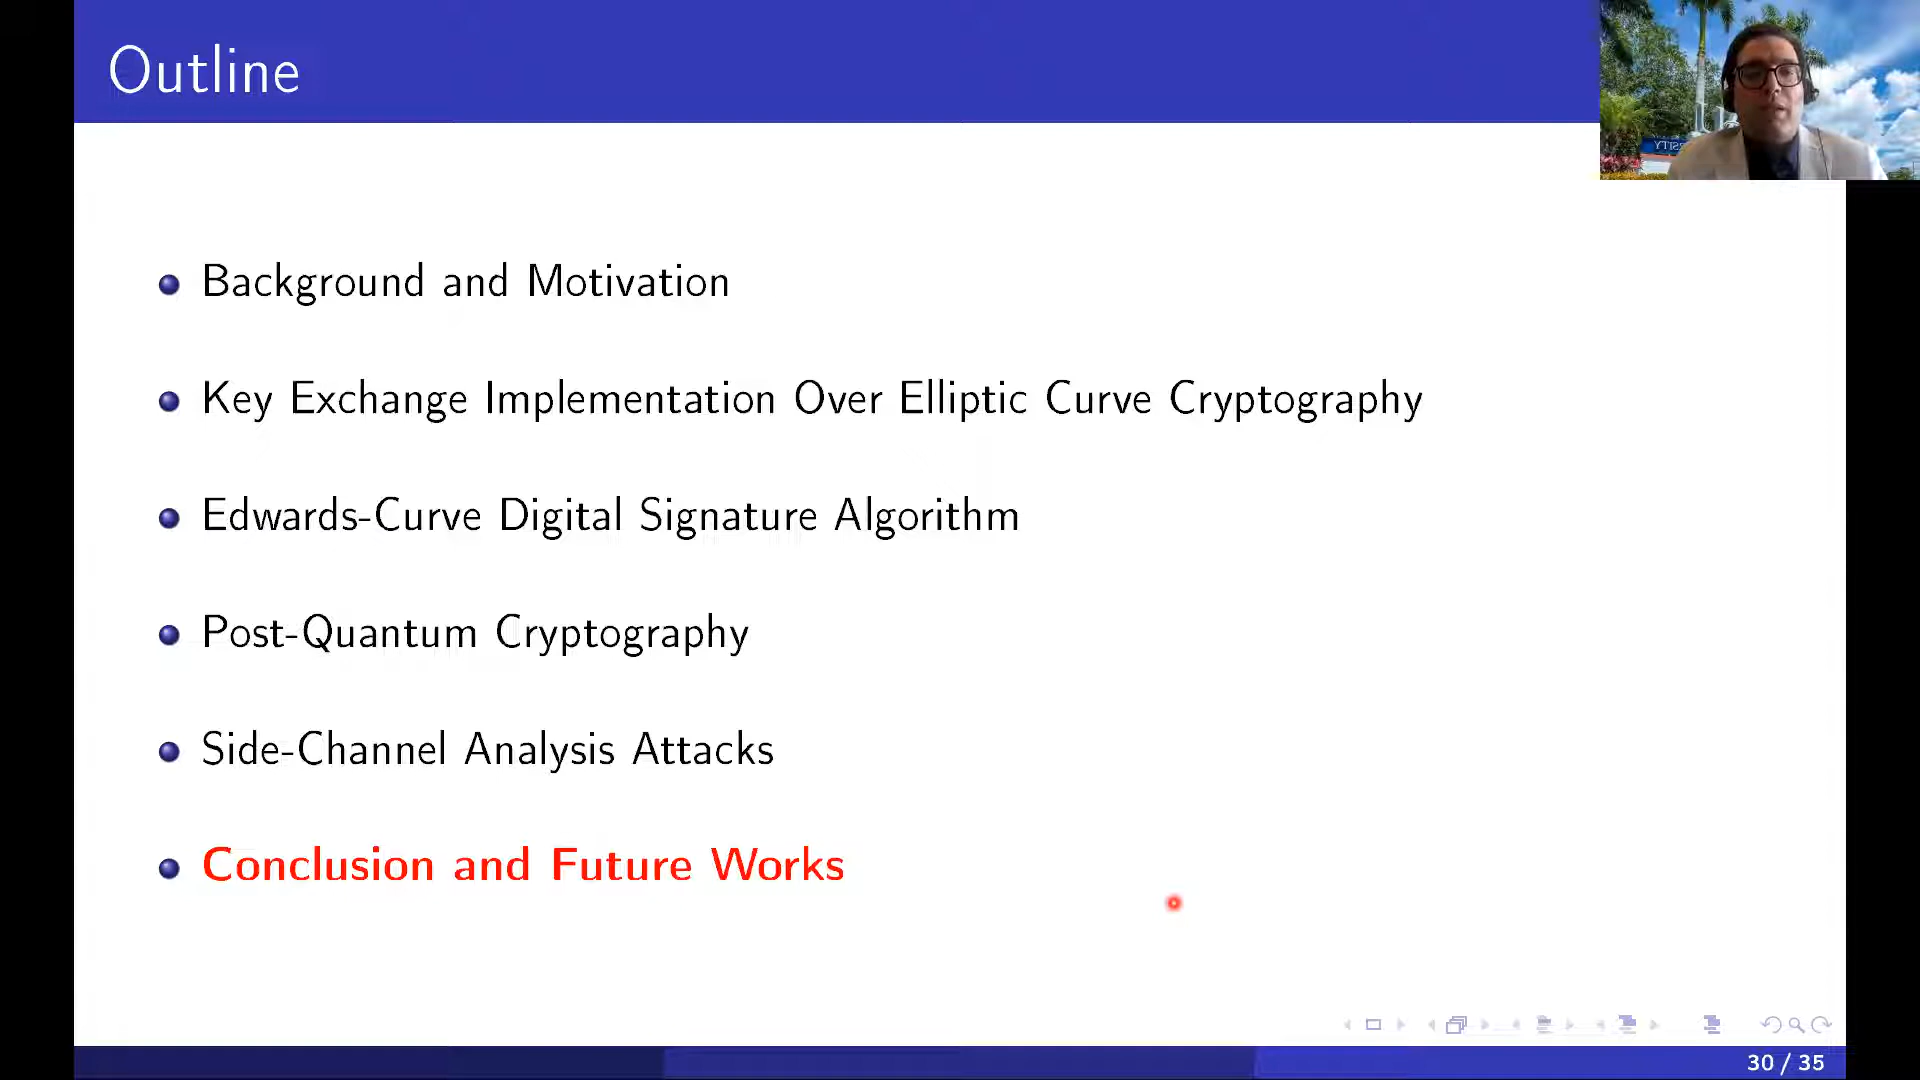 Outline
Background and Motivation
Key Exchange Implementation Over Elliptic Curve Cryptography
Edwards-Curve Digital Signature Algorithm
Post-Quantum Cryptography
Side-Channel Analysis Attacks
Conclusion and Future Works
30 / 35